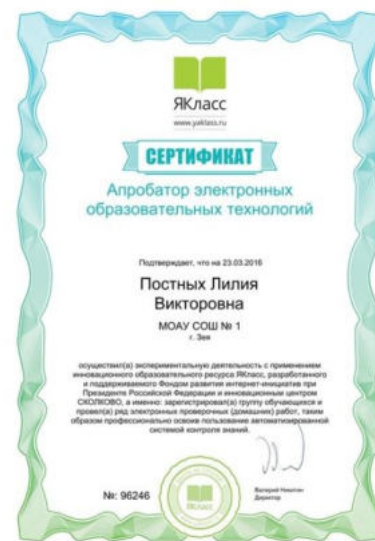 ЯКласс
www.yaklass.ru
СЕРТИФИКАТ
Апробатор электронных
образовательных технологий
Подтверждает, что на 23.03.2016
Постных Лилия
Викторовна
МОАУ СОШ № 1
г. Зея
осуществил(а) экспериментальную деятельность с применением
инновационного образовательного ресурса ЯКласс, разработанного
и поддерживаемого Фондом развития интернет-инициатив при
Президенте Российской Федерации и инновационным центром
СКОЛКОВО, а именно: зарегистрировал(а) группу обучающихся и
провел(а) ряд электронных проверочных (домашних) работ, таким
образом профессионально освоив пользование автоматизированной
системой контроля знаний.
№: 96246
ЯКласс
Валерий Никитин
Директор